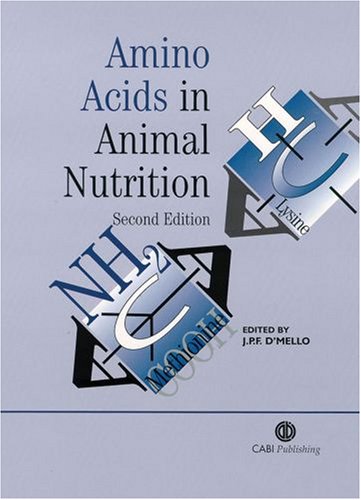 Amino
Acids in
Animal
Nutrition
Second Edition
H
C
Lysine
NH2
C
Methionine
COOH
EDITED BY
J.P.F. D'MELLO
CABI Publishing